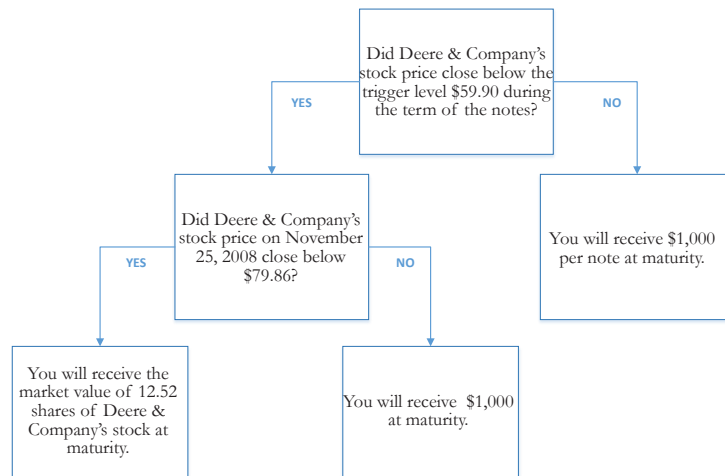 Did Deere & Company's
stock price close below the
trigger level $59.90 during
the term of the notes?
YES
NO
Did Deere & Company's
stock price on November
25, 2008 close below
$79.86?
You will receive $1,000
per note at maturity.
YES
NO
You will receive the
market value of 12.52
shares of Deere &
Company's stock at
maturity.
You will receive $1,000
at maturity.